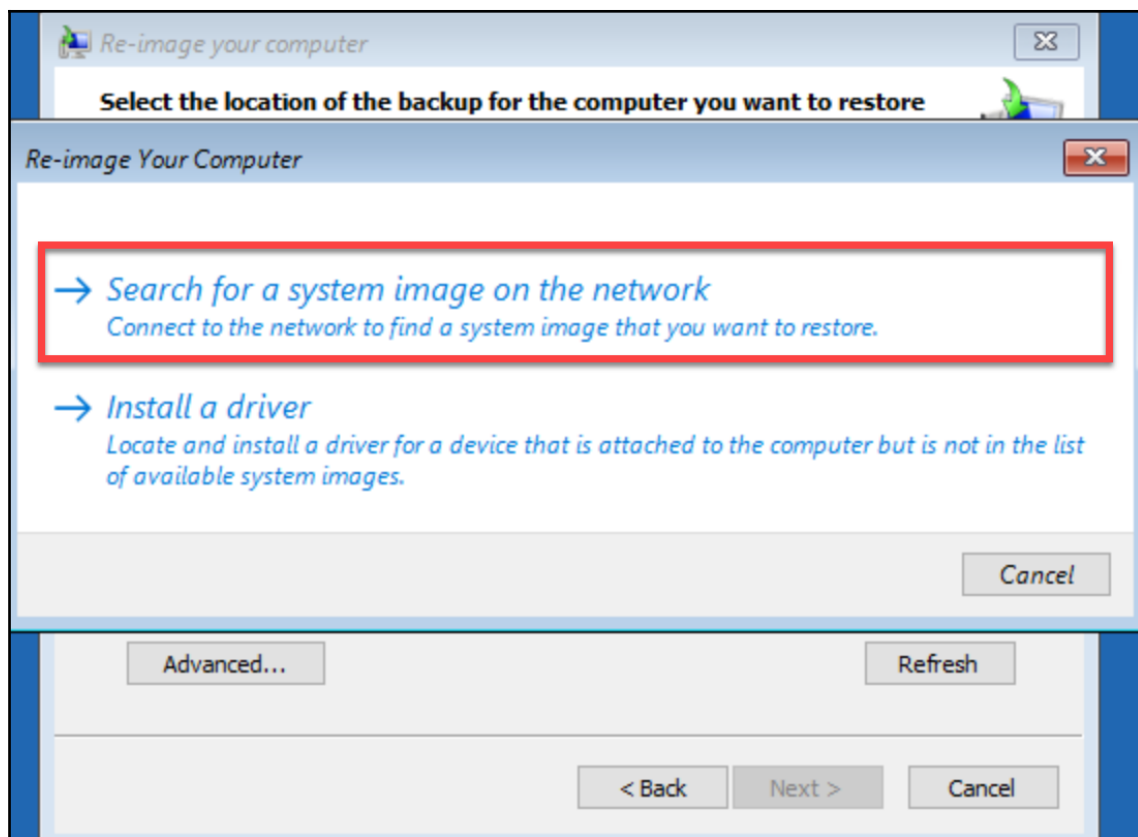 Re-image your computer
Select the location of the backup for the computer you want to restore
Re-image Your Computer
Search for a system image on the network
Connect to the network to find a system image that you want to restore.
Install a driver
Locate and install a driver for a device that is attached to the computer but is not in the list
of available system images.
Cancel
Advanced...
Refresh
< Back
Next >
Cancel